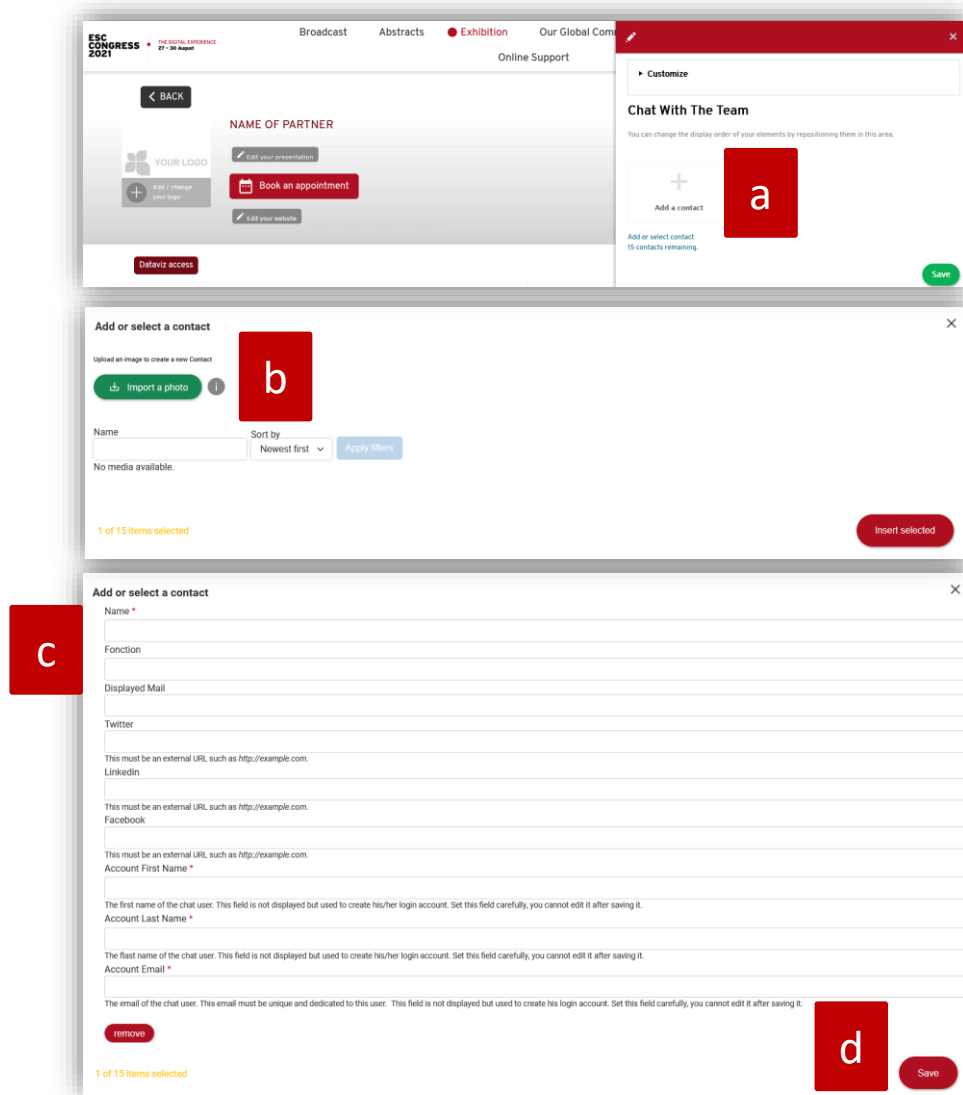 ESC
CONGRESS
2021
THE DIGITAL EXPERIENCE
27 - 30 August
Broadcast Abstracts Exhibition Our Global Com
Online Support
BACK
NAME OF PARTNER
YOUR LOGO
Add / change
your logo
Edit your presentation
Book an appointment
Edit your website
Dataviz access
×
Customize
Chat With The Team
You can change the display order of your elements by repositioning them in this area.
+
Add a contact
a
Add or select contact
15 contacts remaining.
Save
Add or select a contact
Upload an image to create a new Contact
Import a photo i
b
Name
Sort by
Newest first
Apply filters
No media available.
1 of 15 items selected
Insert selected
c
Add or select a contact
Name *
Fonction
Displayed Mail
Twitter
This must be an external URL such as http://example.com.
Linkedin
This must be an external URL such as http://example.com.
Facebook
This must be an external URL such as http://example.com.
Account First Name *
The first name of the chat user. This field is not displayed but used to create his/her login account. Set this field carefully, you cannot edit it after saving it.
Account Last Name *
The flast name of the chat user. This field is not displayed but used to create his/her login account. Set this field carefully, you cannot edit it after saving it.
Account Email *
The email of the chat user. This email must be unique and dedicated to this user. This field is not displayed but used to create his login account. Set this field carefully, you cannot edit it after saving it.
remove
d
1 of 15 items selected
Save